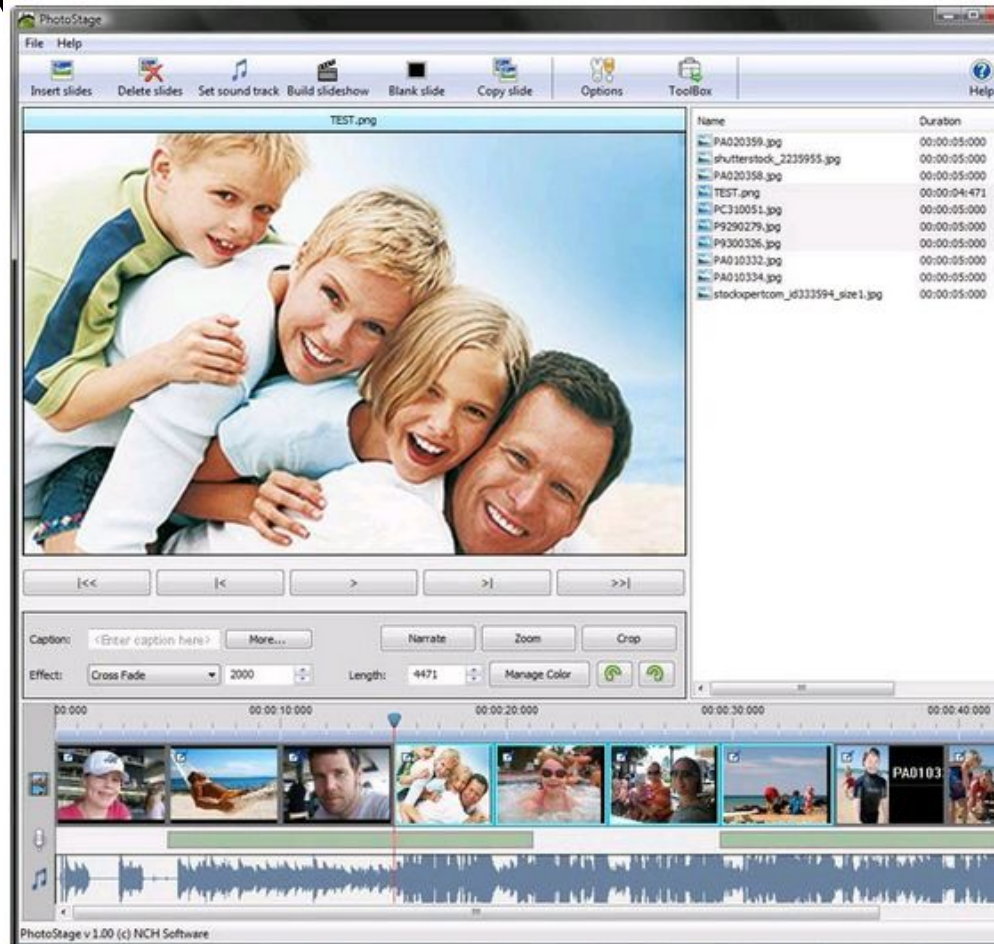 PhotoStage
File Help
Insert slides Delete slides Set sound track Build slideshow Blank slide Copy slide Options ToolBox Help
TEST.png
Name Duration
PA020359.jpg 00:00:05:000
shutterstock_2235955.jpg 00:00:05:000
PA020358.jpg 00:00:05:000
TEST.png 00:00:04:471
PC310051.jpg 00:00:05:000
P9290279.jpg 00:00:05:000
P9300326.jpg 00:00:05:000
PA010332.jpg 00:00:05:000
PA010334.jpg 00:00:05:000
stockxpertcom_id333594_size1.jpg 00:00:05:000
|<< |< > >| >>|
Caption: <Enter caption here> More... Narrate Zoom Crop
Effect: Cross Fade 2000 Length: 4471 Manage Color
00:000 00:00:10:000 00:00:20:000 00:00:30:000 00:00:40:000
PA0103
PhotoStage v 1.00 (c) NCH Software